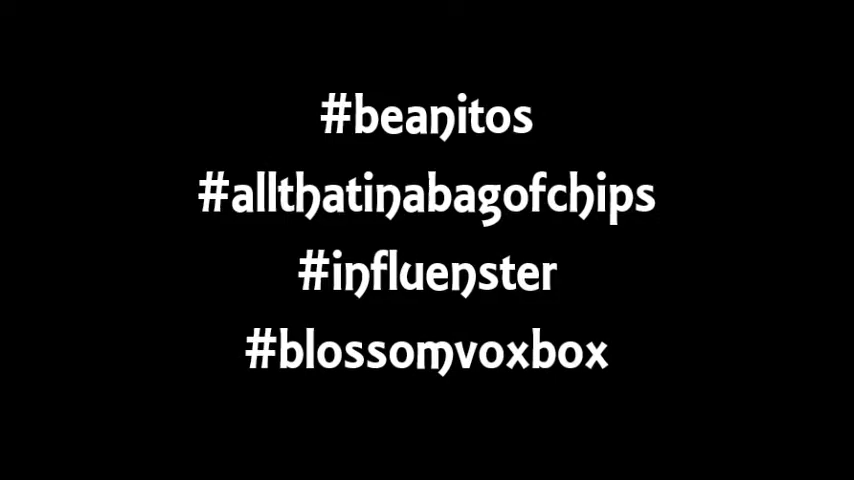 #beanitos
#allthatinabagofchips
#influenster
#blossomvoxbox